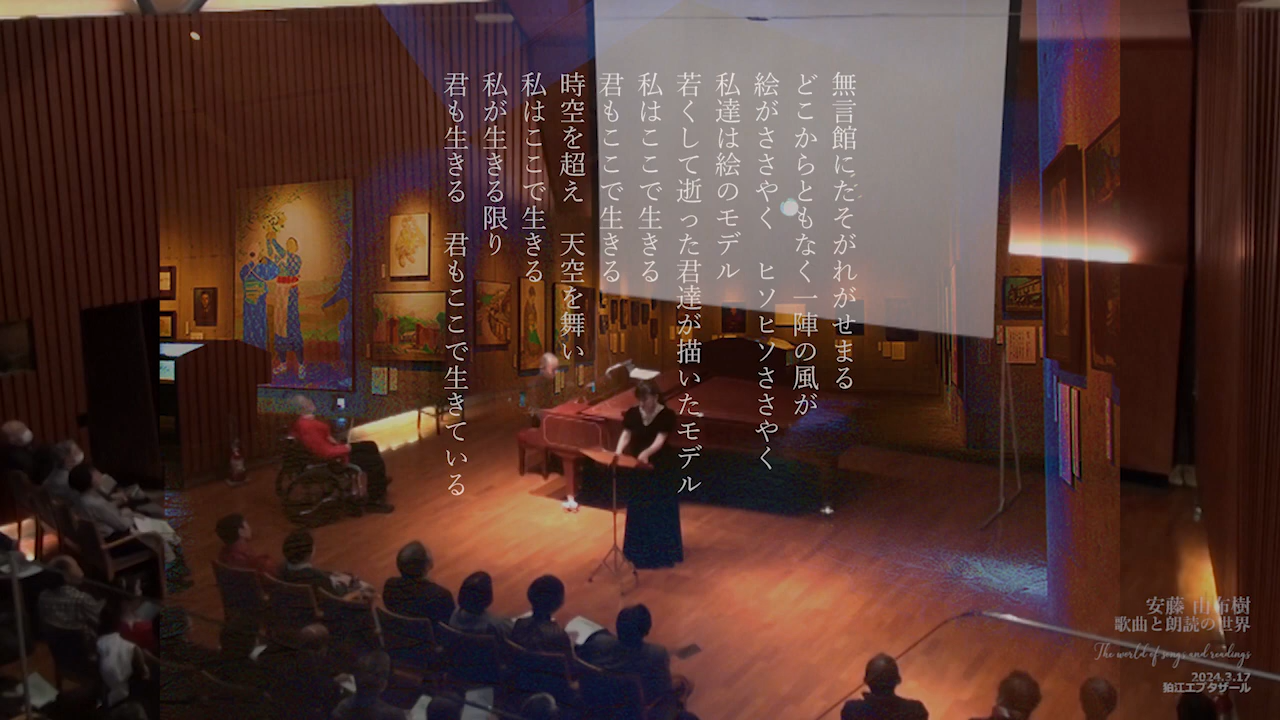 無言館にたそがれがせまる
どこからともなく一陣の風が
絵がささやく　ヒソヒソささやく
私達は絵のモデル
若くして逝った君達が描いたモデル
私はここで生きる
君もここで生きる
時空を超え　天空を舞い
私はここで生きる
私が生きる限り
君も生きる　君もここで生きている
安藤 由布樹
歌曲と朗読の世界
The world of songs and readings
2024.3.17
狛江エプタザール